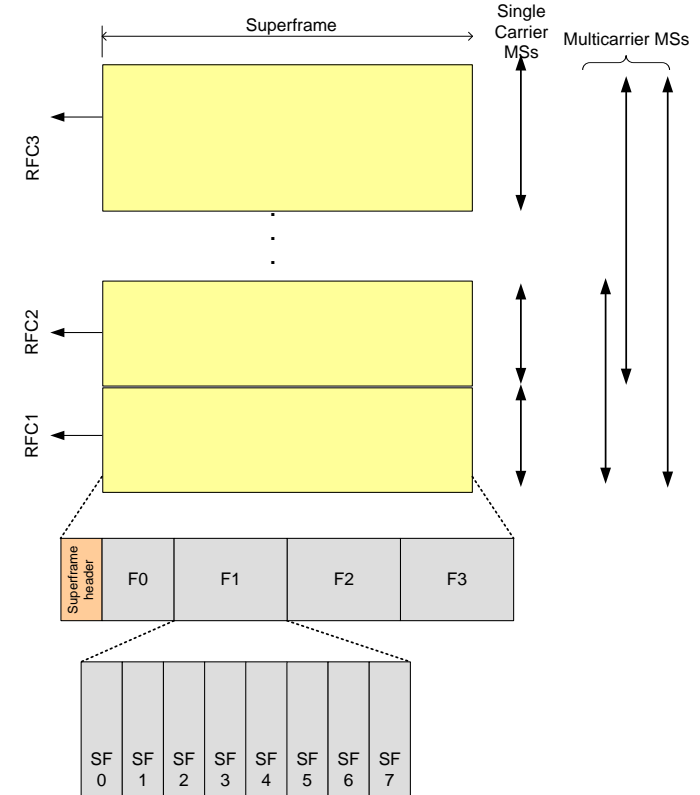 Superframe
Single
Carrier
MSs
Multicarrier MSs
RFC3
RFC2
RFC1
Superframe
header
F0
F1
F2
F3
SF
0
SF
1
SF
2
SF
3
SF
4
SF
5
SF
6
SF
7